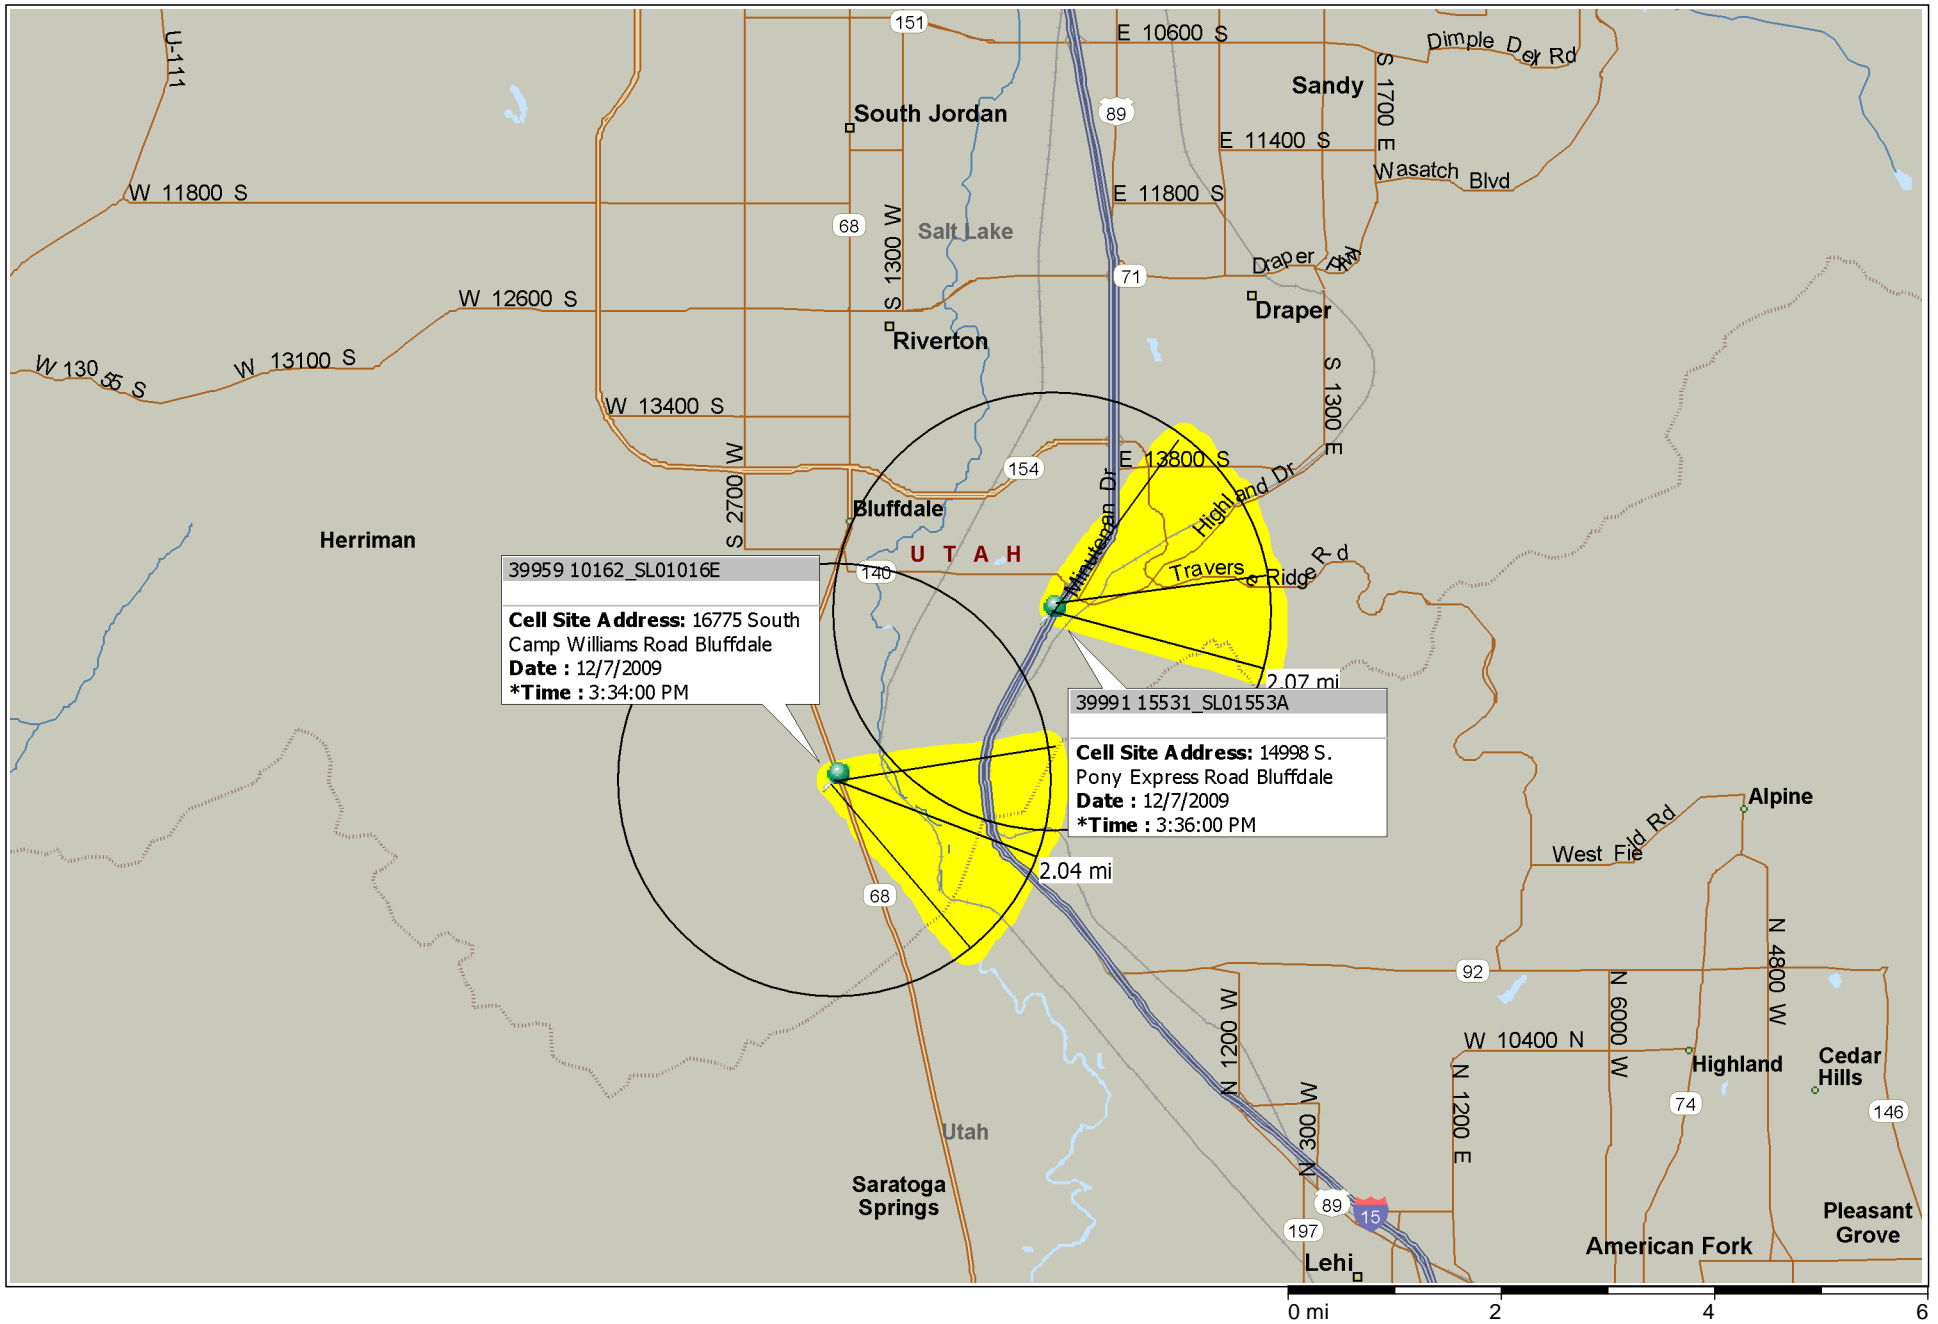 151
E 10600 S
Dimple Dell Rd
U-111
Sandy
S 1700 E
89
South Jordan
E 11400 S
Wasatch Blvd
W 11800 S
E 11800 S
68
S 1300 W
Salt Lake
Draper Pkwy
71
W 12600 S
Draper
Riverton
W 13055 S
W 13100 S
S 1300 E
W 13400 S
S 2700 W
154
E 13800 S
Minuteman Dr
Highland Dr
Bluffdale
Herriman
UTAH
140
Traverse Ridge Rd
39959 10162_SL01016E
Cell Site Address: 16775 South
Camp Williams Road Bluffdale
Date : 12/7/2009
*Time : 3:34:00 PM
2.07 mi
39991 15531_SL01553A
Cell Site Address: 14998 S.
Pony Express Road Bluffdale
Date : 12/7/2009
*Time : 3:36:00 PM
Alpine
West Field Rd
2.04 mi
68
N 4800 W
92
N 6000 W
N 1200 W
W 10400 N
Highland
Cedar
Hills
N 1200 E
N 300 W
74
146
Utah
Saratoga
Springs
89
15
197
Pleasant
Grove
American Fork
Lehi
0 mi 2 4 6